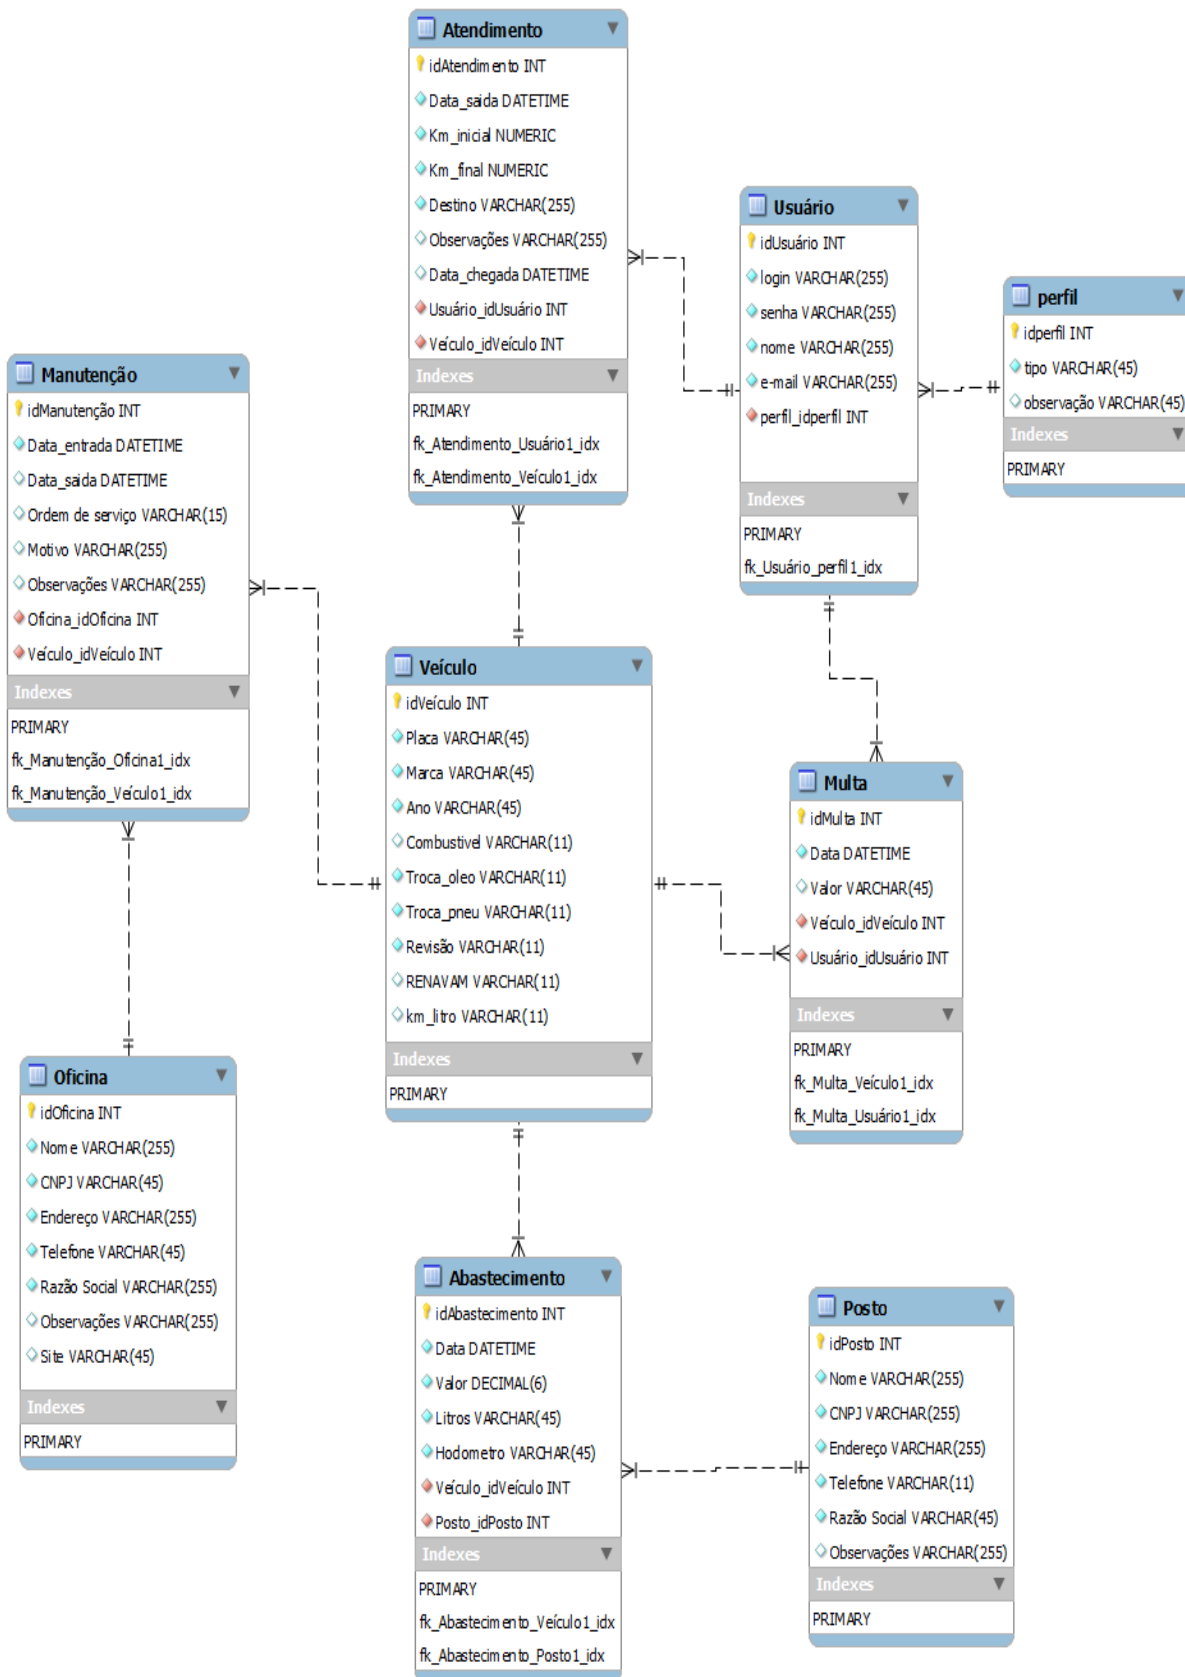 Atendimento
idAtendimento INT
Data_saida DATETIME
Km_inicial NUMERIC
Km_final NUMERIC
Destino VARCHAR(255)
Observações VARCHAR(255)
Data_chegada DATETIME
Usuário_idUsuário INT
Veículo_idVeículo INT
Indexes
PRIMARY
fk_Atendimento_Usuário1_idx
fk_Atendimento_Veículo1_idx
Usuário
idUsuário INT
login VARCHAR(255)
senha VARCHAR(255)
nome VARCHAR(255)
e-mail VARCHAR(255)
perfil_idperfil INT
Indexes
PRIMARY
fk_Usuário_perfil1_idx
perfil
idperfil INT
tipo VARCHAR(45)
observação VARCHAR(45)
Indexes
PRIMARY
Manutenção
idManutenção INT
Data_entrada DATETIME
Data_saida DATETIME
Ordem de serviço VARCHAR(15)
Motivo VARCHAR(255)
Observações VARCHAR(255)
Oficina_idOficina INT
Veículo_idVeículo INT
Indexes
PRIMARY
fk_Manutenção_Oficina1_idx
fk_Manutenção_Veículo1_idx
Veículo
idVeículo INT
Placa VARCHAR(45)
Marca VARCHAR(45)
Ano VARCHAR(45)
Combustivel VARCHAR(11)
Troca_oleo VARCHAR(11)
Troca_pneu VARCHAR(11)
Revisão VARCHAR(11)
RENAVAM VARCHAR(11)
km_litro VARCHAR(11)
Indexes
PRIMARY
Multa
idMulta INT
Data DATETIME
Valor VARCHAR(45)
Veículo_idVeículo INT
Usuário_idUsuário INT
Indexes
PRIMARY
fk_Multa_Veículo1_idx
fk_Multa_Usuário1_idx
Oficina
idOficina INT
Nome VARCHAR(255)
CNPJ VARCHAR(45)
Endereço VARCHAR(255)
Telefone VARCHAR(45)
Razão Social VARCHAR(255)
Observações VARCHAR(255)
Site VARCHAR(45)
Indexes
PRIMARY
Abastecimento
idAbastecimento INT
Data DATETIME
Valor DECIMAL(6)
Litros VARCHAR(45)
Hodometro VARCHAR(45)
Veículo_idVeículo INT
Posto_idPosto INT
Indexes
PRIMARY
fk_Abastecimento_Veículo1_idx
fk_Abastecimento_Posto1_idx
Posto
idPosto INT
Nome VARCHAR(255)
CNPJ VARCHAR(255)
Endereço VARCHAR(255)
Telefone VARCHAR(11)
Razão Social VARCHAR(45)
Observações VARCHAR(255)
Indexes
PRIMARY